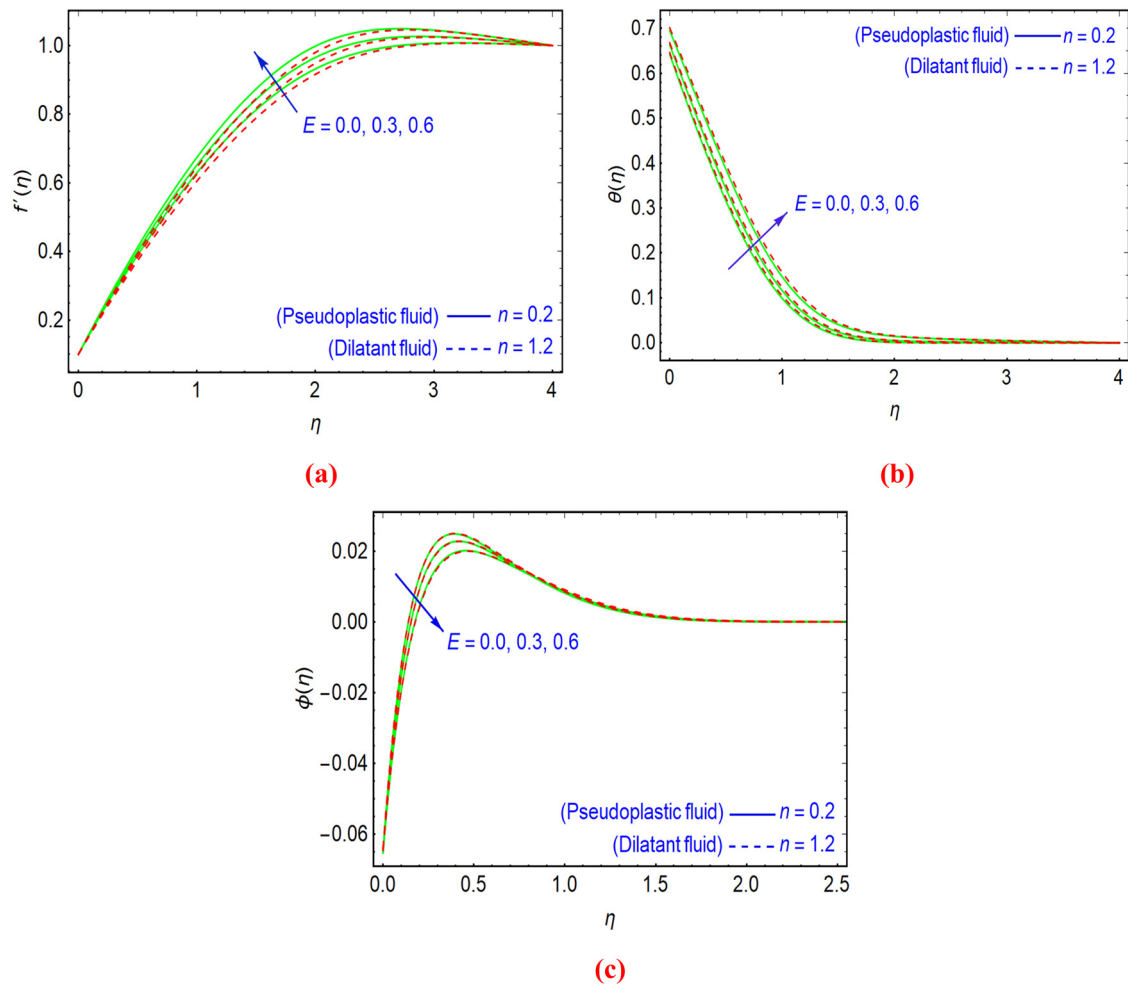 (Pseudoplastic fluid) — n = 0.2
(Dilatant fluid) ---- n = 1.2
E = 0.0, 0.3, 0.6
f′(η)
1.0
0.8
0.6
0.4
0.2
0 1 2 3 4
η
(a)
(Pseudoplastic fluid) — n = 0.2
(Dilatant fluid) ---- n = 1.2
E = 0.0, 0.3, 0.6
θ(η)
0.7
0.6
0.5
0.4
0.3
0.2
0.1
0.0
0 1 2 3 4
η
(b)
E = 0.0, 0.3, 0.6
(Pseudoplastic fluid) — n = 0.2
(Dilatant fluid) ---- n = 1.2
ϕ(η)
0.02
0.00
−0.02
−0.04
−0.06
0.0 0.5 1.0 1.5 2.0 2.5
η
(c)